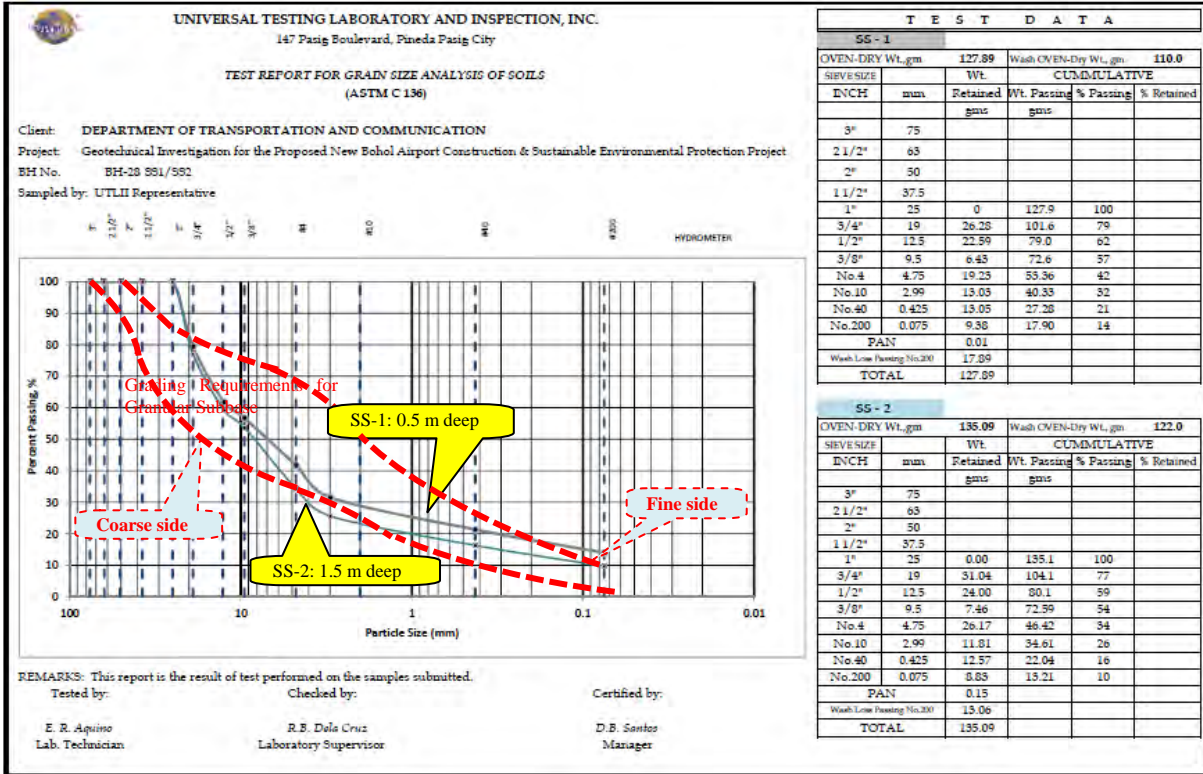 UNIVERSAL TESTING LABORATORY AND INSPECTION, INC.
147 Pasig Boulevard, Pineda Pasig City
TEST REPORT FOR GRAIN SIZE ANALYSIS OF SOILS
(ASTM C 136)
Client: DEPARTMENT OF TRANSPORTATION AND COMMUNICATION
Project: Geotechnical Investigation for the Proposed New Bohol Airport Construction & Sustainable Environmental Protection Project
BH No. BH-28 SS1/SS2
Sampled by: UTLII Representative
3" 2 1/2" 2" 1 1/2" 1" 3/4" 1/2" 3/8" #4 #10 #40 #200 HYDROMETER
Percent Passing, %
100
90
80
70
60
50
40
30
20
10
0
Grading Requirements for
Granular Subbase
SS-1: 0.5 m deep
Coarse side
Fine side
SS-2: 1.5 m deep
100 10 1 0.1 0.01
Particle Size (mm)
REMARKS: This report is the result of test performed on the samples submitted.
Tested by: Checked by: Certified by:
E. R. Aquino R.B. Dela Cruz D.B. Santos
Lab. Technician Laboratory Supervisor Manager
T E S T D A T A
SS - 1
OVEN-DRY Wt.,gm 127.89 Wash OVEN-Dry Wt., gm 110.0
SIEVE SIZE Wt. CUMMULATIVE
INCH mm Retained Wt. Passing % Passing % Retained
gms gms
3" 75
2 1/2" 63
2" 50
1 1/2" 37.5
1" 25 0 127.9 100
3/4" 19 26.28 101.6 79
1/2" 12.5 22.59 79.0 62
3/8" 9.5 6.43 72.6 57
No.4 4.75 19.23 53.36 42
No.10 2.99 13.03 40.33 32
No.40 0.425 13.05 27.28 21
No.200 0.075 9.38 17.90 14
PAN 0.01
Wash Loss Passing No.200 17.89
TOTAL 127.89
SS - 2
OVEN-DRY Wt.,gm 135.09 Wash OVEN-Dry Wt., gm 122.0
SIEVE SIZE Wt. CUMMULATIVE
INCH mm Retained Wt. Passing % Passing % Retained
gms gms
3" 75
2 1/2" 63
2" 50
1 1/2" 37.5
1" 25 0.00 135.1 100
3/4" 19 31.04 104.1 77
1/2" 12.5 24.00 80.1 59
3/8" 9.5 7.46 72.59 54
No.4 4.75 26.17 46.42 34
No.10 2.99 11.81 34.61 26
No.40 0.425 12.57 22.04 16
No.200 0.075 8.83 13.21 10
PAN 0.15
Wash Loss Passing No.200 13.06
TOTAL 135.09